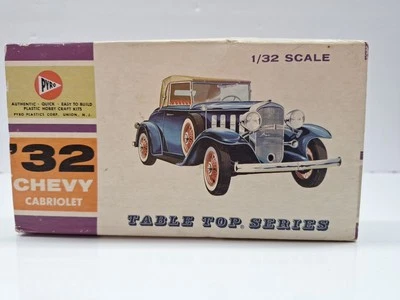 PYRO
AUTHENTIC - QUICK - EASY TO BUILD
PLASTIC HOBBY CRAFT KITS
PYRO PLASTICS CORP. UNION, N. J.
'32
CHEVY
CABRIOLET
1/32 SCALE
TABLE TOP SERIES